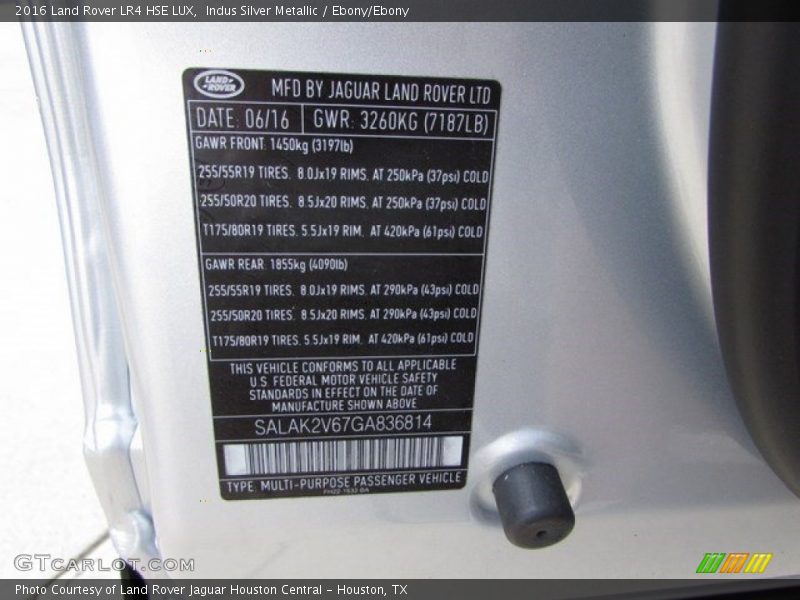 2016 Land Rover LR4 HSE LUX, Indus Silver Metallic / Ebony/Ebony
LAND-
-ROVER
MFD BY JAGUAR LAND ROVER LTD
DATE: 06/16 GWR: 3260KG (7187LB)
GAWR FRONT: 1450kg (3197lb)
255/55R19 TIRES. 8.0Jx19 RIMS. AT 250kPa (37psi) COLD
255/50R20 TIRES. 8.5Jx20 RIMS. AT 250kPa (37psi) COLD
T175/80R19 TIRES. 5.5Jx19 RIM. AT 420kPa (61psi) COLD
GAWR REAR: 1855kg (4090lb)
255/55R19 TIRES. 8.0Jx19 RIMS. AT 290kPa (43psi) COLD
255/50R20 TIRES. 8.5Jx20 RIMS. AT 290kPa (43psi) COLD
T175/80R19 TIRES. 5.5Jx19 RIM. AT 420kPa (61psi) COLD
THIS VEHICLE CONFORMS TO ALL APPLICABLE
U.S. FEDERAL MOTOR VEHICLE SAFETY
STANDARDS IN EFFECT ON THE DATE OF
MANUFACTURE SHOWN ABOVE
SALAK2V67GA836814
TYPE: MULTI-PURPOSE PASSENGER VEHICLE
GTCARLOT.COM
Photo Courtesy of Land Rover Jaguar Houston Central - Houston, TX